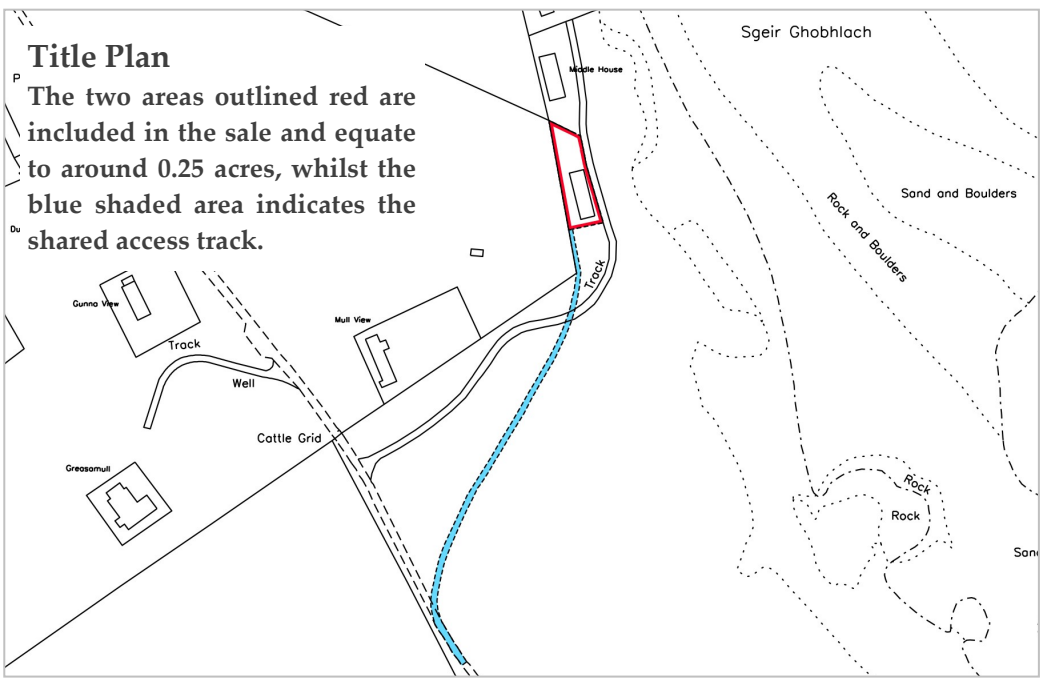 Title Plan
The two areas outlined red are
included in the sale and equate
to around 0.25 acres, whilst the
blue shaded area indicates the
shared access track.
Sgeir Ghobhlach
Middle House
Sand and Boulders
Rock and Boulders
Track
Gunna View
Mull View
Track
Well
Cattle Grid
Greasamull
Rock
Rock